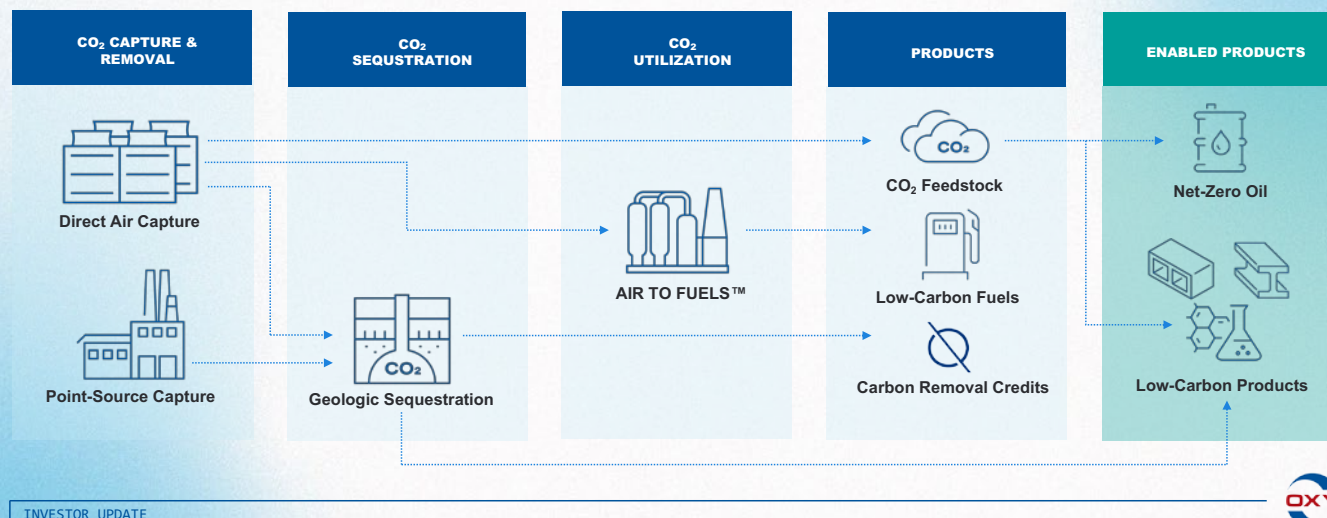 CO₂ CAPTURE &
REMOVAL
CO₂
SEQUSTRATION
CO₂
UTILIZATION
PRODUCTS
ENABLED PRODUCTS
Direct Air Capture
Point-Source Capture
CO₂
Geologic Sequestration
AIR TO FUELS™
CO₂
CO₂ Feedstock
Low-Carbon Fuels
Carbon Removal Credits
Net-Zero Oil
Low-Carbon Products
INVESTOR UPDATE
OXY